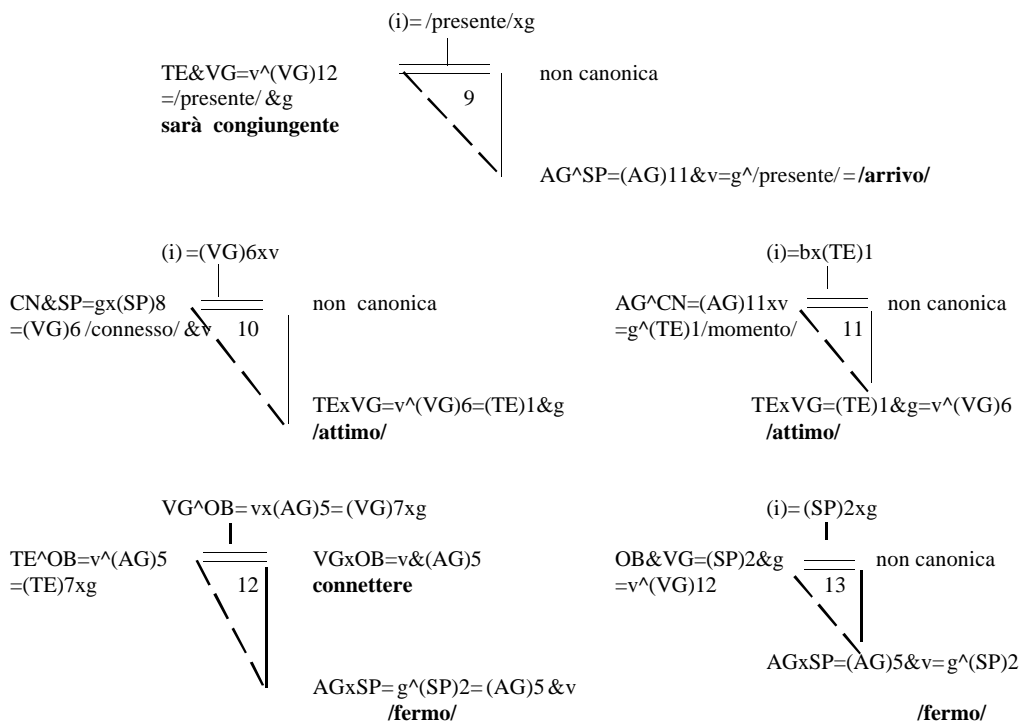 (i)= /presente/xg
TE&VG=v^(VG)12
=/presente/ &g
sarà congiungente
non canonica
9
AG^SP=(AG)11&v=g^/presente/ = /arrivo/
(i) =(VG)6xv
CN&SP=gx(SP)8
=(VG)6 /connesso/ &v
non canonica
10
TExVG=v^(VG)6=(TE)1&g
/attimo/
(i)=bx(TE)1
AG^CN=(AG)11xv
=g^(TE)1/momento/
non canonica
11
TExVG=(TE)1&g=v^(VG)6
/attimo/
VG^OB= vx(AG)5= (VG)7xg
TE^OB=v^(AG)5
=(TE)7xg
VGxOB=v&(AG)5
connettere
12
AGxSP= g^(SP)2= (AG)5 &v
/fermo/
(i)= (SP)2xg
OB&VG=(SP)2&g
=v^(VG)12
non canonica
13
AGxSP=(AG)5&v= g^(SP)2
/fermo/